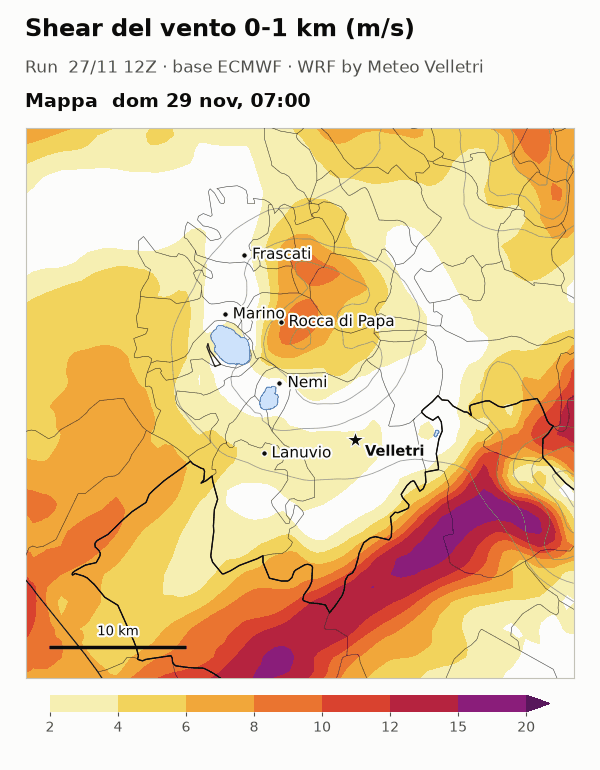 Shear del vento 0-1 km (m/s)
Run 27/11 12Z · base ECMWF · WRF by Meteo Velletri
Mappa dom 29 nov, 07:00
Frascati
Marino
Rocca di Papa
Nemi
Lanuvio
Velletri
10 km
2 4 6 8 10 12 15 20